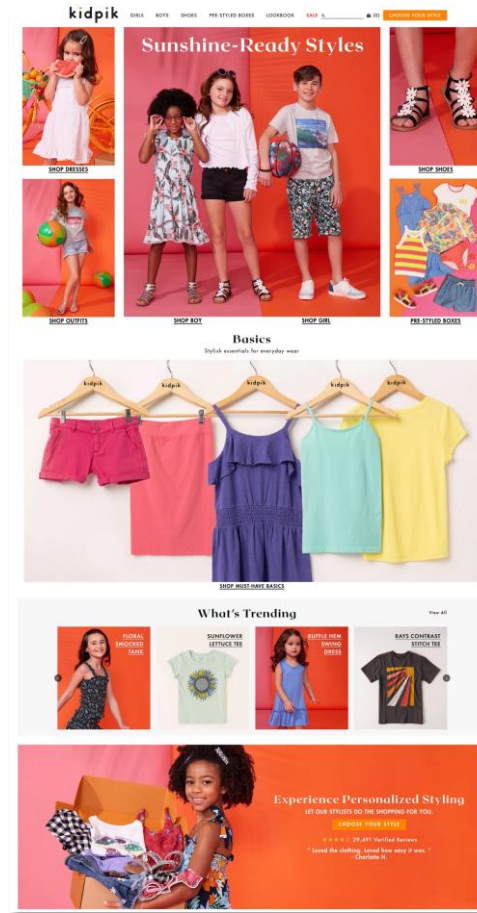 kidpik
GIRLS BOYS SHOES PRE-STYLED BOXES LOOKBOOK SALE (0) CHOOSE YOUR STYLE
Sunshine-Ready Styles
SHOP DRESSES
SHOP SHOES
SHOP OUTFITS
SHOP BOY
SHOP GIRL
PRE-STYLED BOXES
Basics
Stylish essentials for everyday wear
kidpik kidpik kidpik kidpik kidpik
SHOP MUST-HAVE BASICS
What's Trending
View All
FLORAL
SMOCKED
TANK
SUNFLOWER
LETTUCE TEE
RUFFLE HEM
SWING
DRESS
RAYS CONTRAST
STITCH TEE
Experience Personalized Styling
LET OUR STYLISTS DO THE SHOPPING FOR YOU.
CHOOSE YOUR STYLE
29,491 Verified Reviews
" Loved the clothing. Loved how easy it was. "
- Charlotte H.